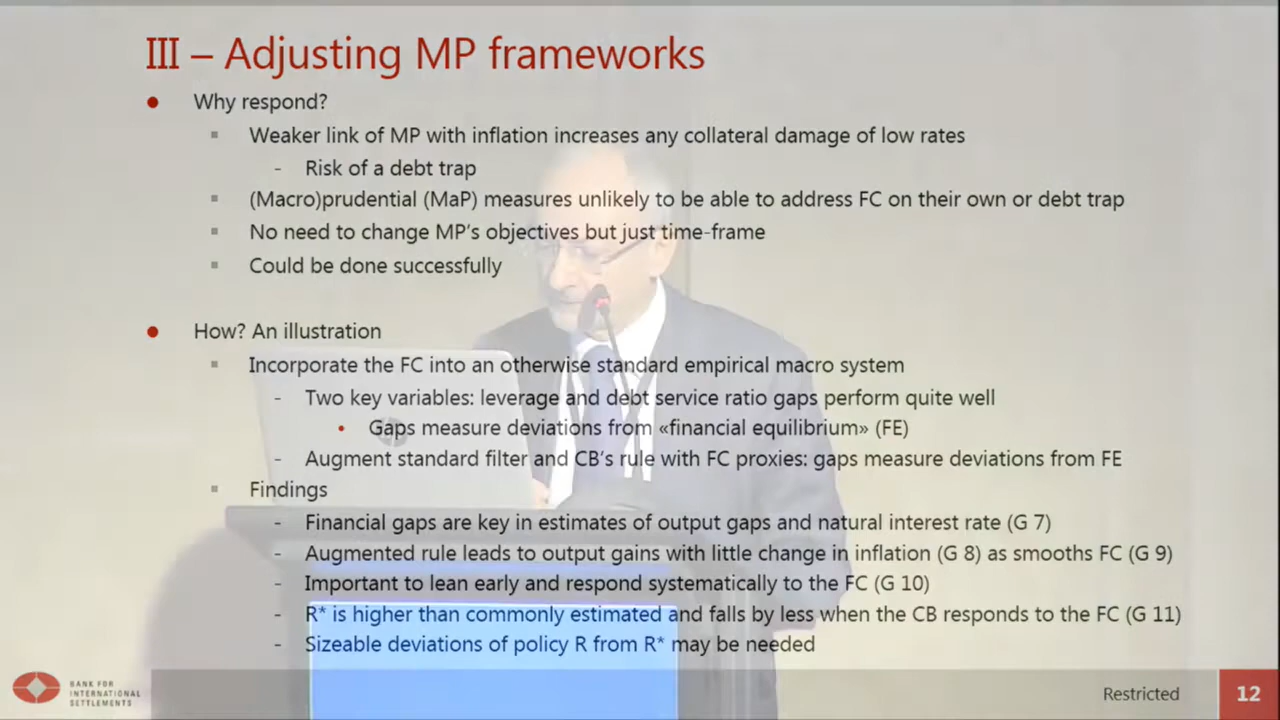 III – Adjusting MP frameworks
Why respond?
Weaker link of MP with inflation increases any collateral damage of low rates
- Risk of a debt trap
(Macro)prudential (MaP) measures unlikely to be able to address FC on their own or debt trap
No need to change MP's objectives but just time-frame
Could be done successfully
How? An illustration
Incorporate the FC into an otherwise standard empirical macro system
- Two key variables: leverage and debt service ratio gaps perform quite well
• Gaps measure deviations from «financial equilibrium» (FE)
- Augment standard filter and CB's rule with FC proxies: gaps measure deviations from FE
Findings
- Financial gaps are key in estimates of output gaps and natural interest rate (G 7)
- Augmented rule leads to output gains with little change in inflation (G 8) as smooths FC (G 9)
- Important to lean early and respond systematically to the FC (G 10)
- R* is higher than commonly estimated and falls by less when the CB responds to the FC (G 11)
- Sizeable deviations of policy R from R* may be needed
BANK FOR
INTERNATIONAL
SETTLEMENTS
Restricted
12